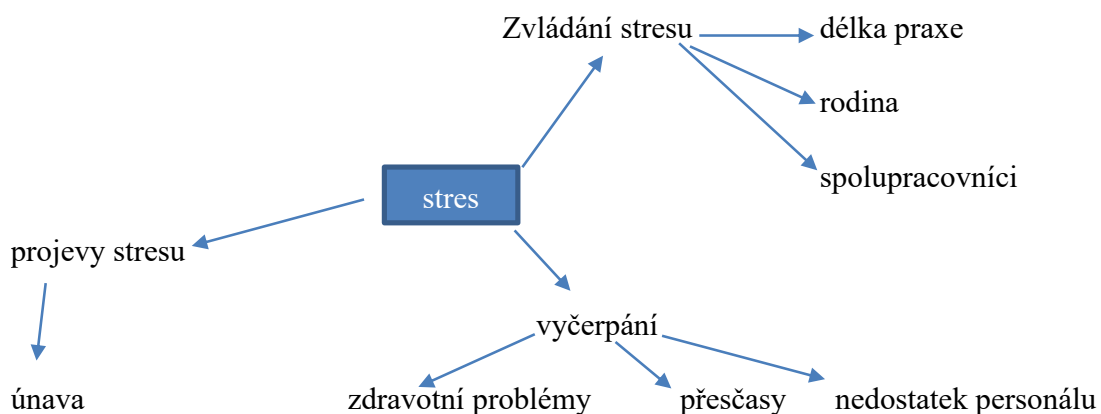 Zvládání stresu délka praxe
rodina
spolupracovníci
stres
projevy stresu
vyčerpání
únava zdravotní problémy přesčasy nedostatek personálu